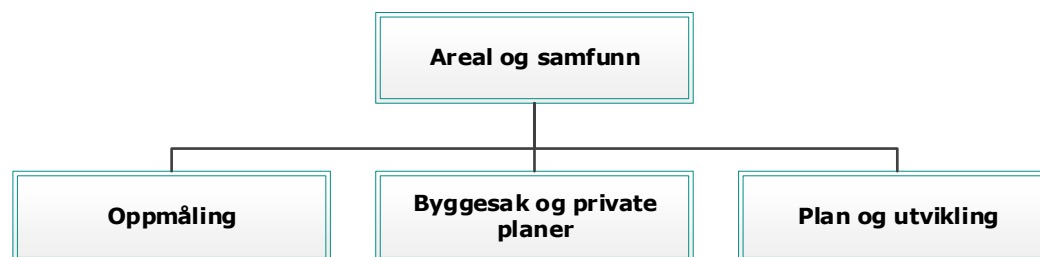 Areal og samfunn
Oppmåling
Byggesak og private
planer
Plan og utvikling